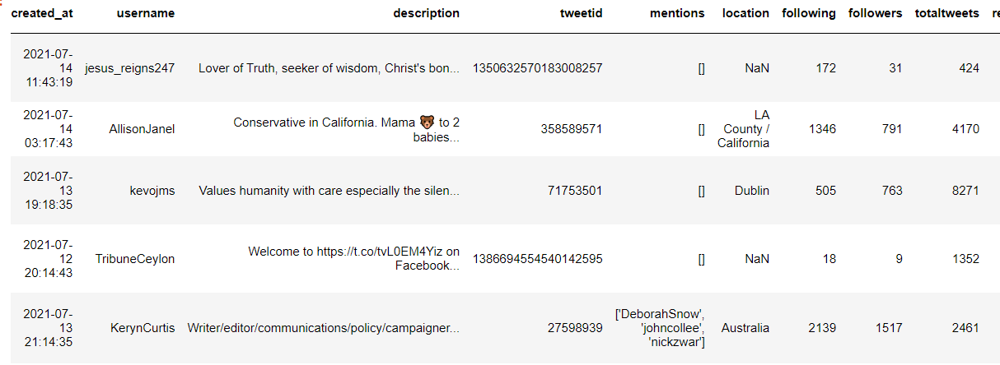 created_at username description tweetid mentions location following followers totaltweets re
2021-07-
14
11:43:19
jesus_reigns247 Lover of Truth, seeker of wisdom, Christ's bon... 1350632570183008257 [] NaN 172 31 424
2021-07-
14
03:17:43
AllisonJanel
Conservative in California. Mama 🐻 to 2
babies...
358589571 []
LA
County /
California
1346 791 4170
2021-07-
13
19:18:35
kevojms Values humanity with care especially the silen... 71753501 [] Dublin 505 763 8271
2021-07-
12
20:14:43
TribuneCeylon
Welcome to https://t.co/tvL0EM4Yiz on
Facebook...
1386694554540142595 [] NaN 18 9 1352
2021-07-
13
21:14:35
KerynCurtis Writer/editor/communications/policy/campaigner... 27598939
['DeborahSnow',
'johncollee',
'nickzwar']
Australia 2139 1517 2461